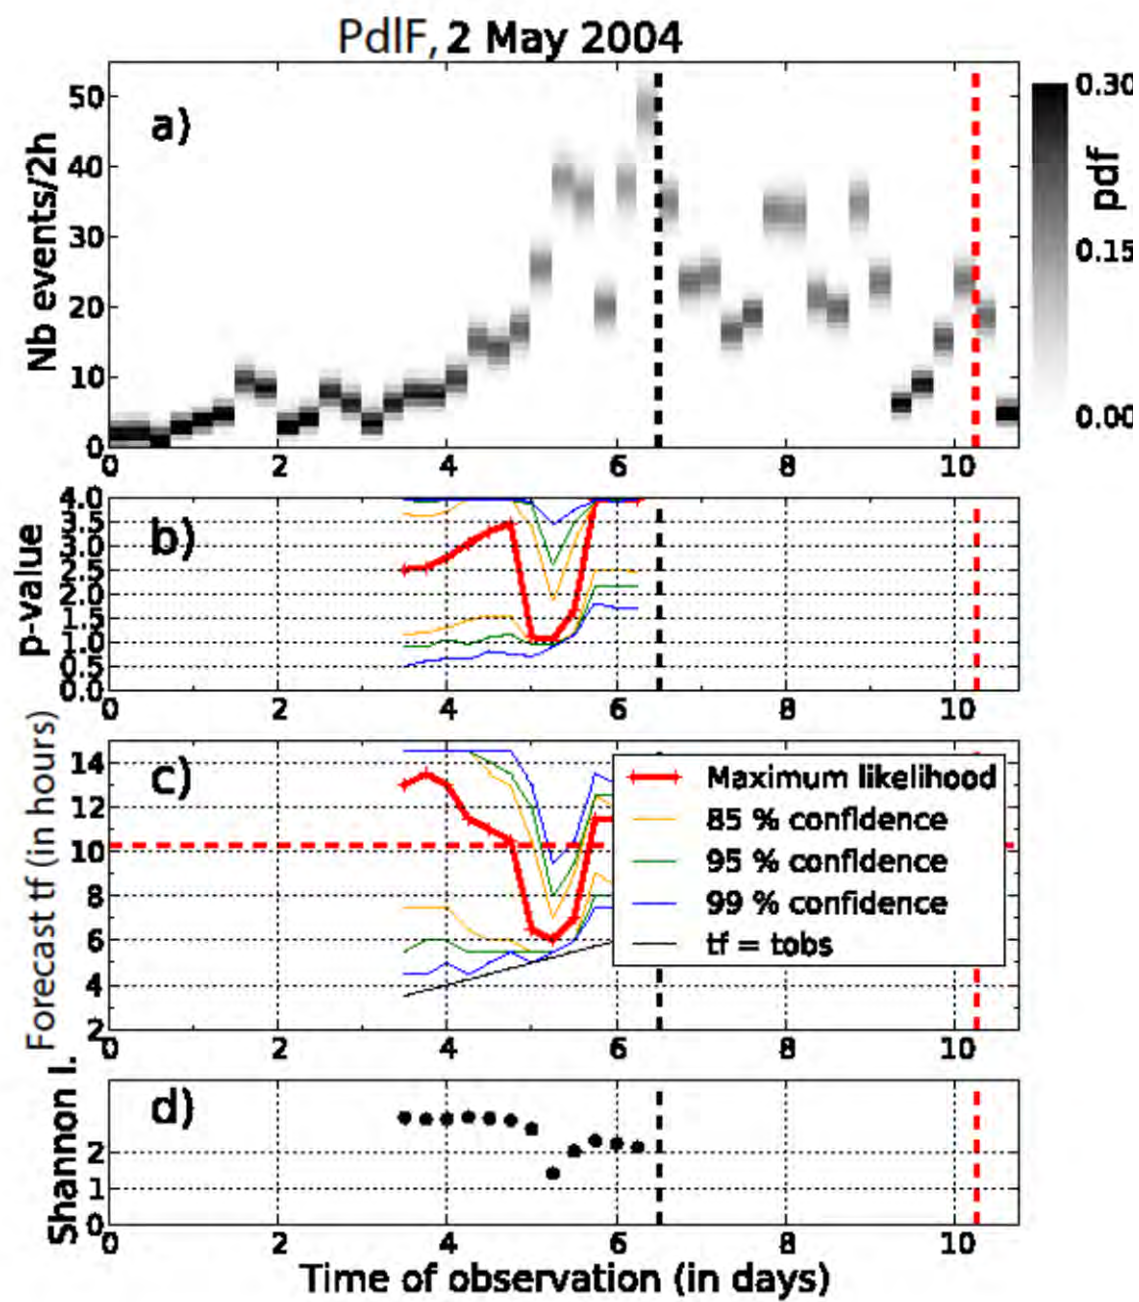 PdlF, 2 May 2004
a)
Nb events/2h
50
40
30
20
10
0
0 2 4 6 8 10
0.30
0.15
0.00
pdf
b)
p-value
4.0
3.5
3.0
2.5
2.0
1.5
1.0
0.5
0.0
0 2 4 6 8 10
c)
Forecast tf (in hours)
14
12
10
8
6
4
2
Maximum likelihood
85 % confidence
95 % confidence
99 % confidence
tf = tobs
0 2 4 6 8 10
d)
Shannon I.
2
1
0
0 2 4 6 8 10
Time of observation (in days)